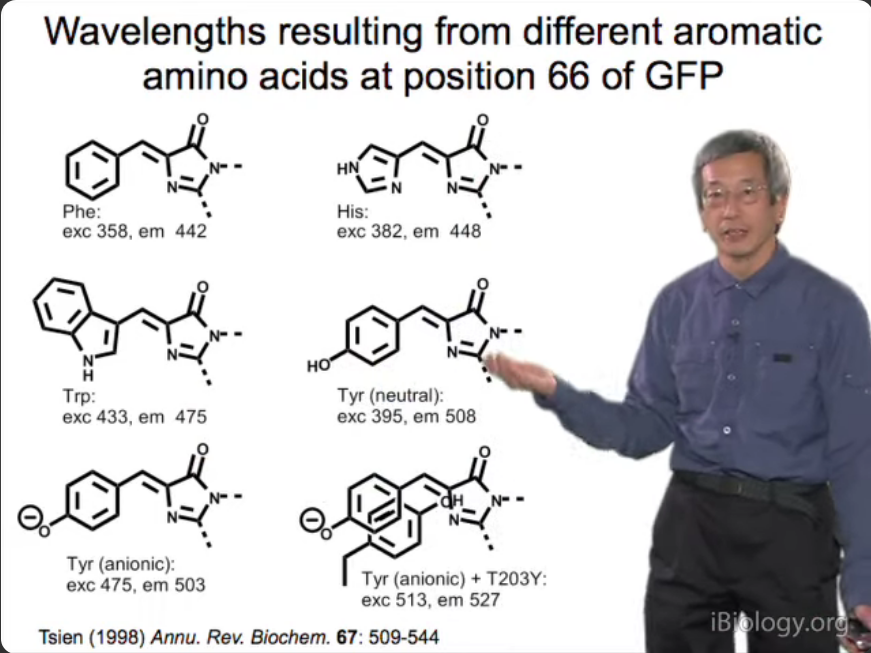 Wavelengths resulting from different aromatic
amino acids at position 66 of GFP
O
N
N
Phe:
exc 358, em 442
O
HN
N
N
N
His:
exc 382, em 448
O
N
N
N
H
Trp:
exc 433, em 475
O
HO
N
N
Tyr (neutral):
exc 395, em 508
O
N
N
⊖
O
Tyr (anionic):
exc 475, em 503
O
OH
N
N
⊖
O
Tyr (anionic) + T203Y:
exc 513, em 527
Tsien (1998) Annu. Rev. Biochem. 67: 509-544
iBiology.org